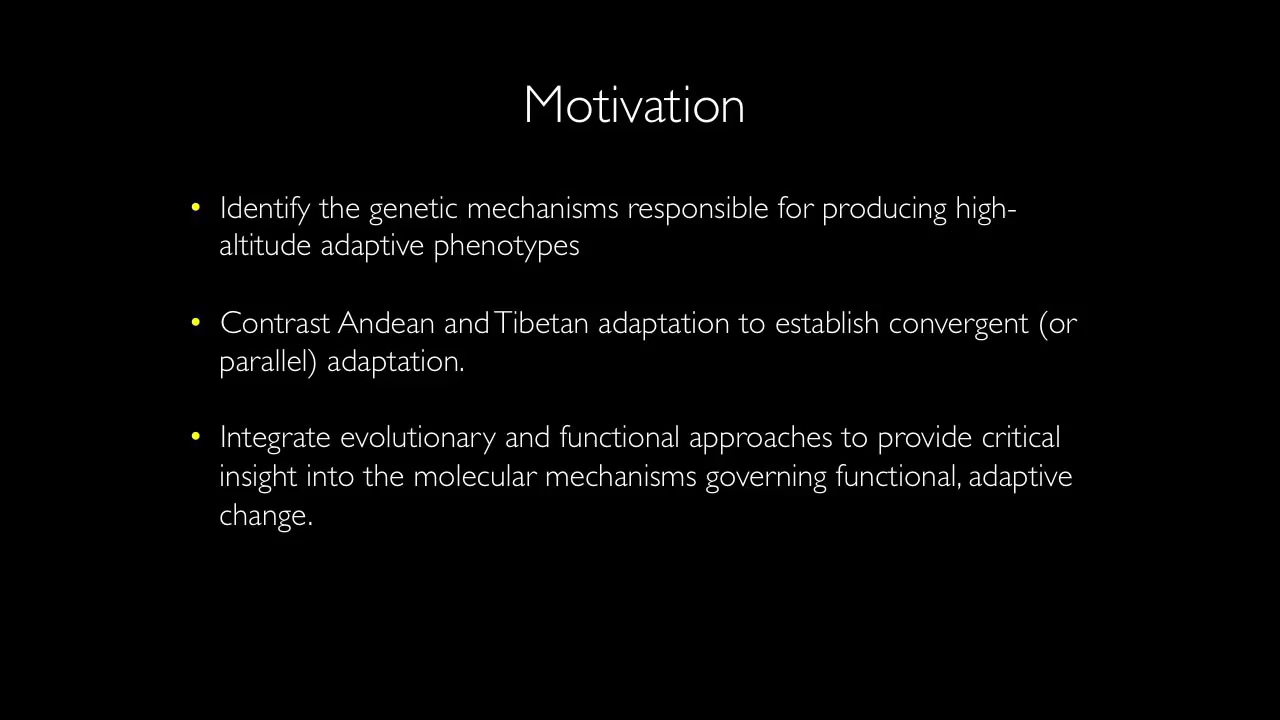 Motivation
• Identify the genetic mechanisms responsible for producing high-
altitude adaptive phenotypes
• Contrast Andean and Tibetan adaptation to establish convergent (or
parallel) adaptation.
• Integrate evolutionary and functional approaches to provide critical
insight into the molecular mechanisms governing functional, adaptive
change.